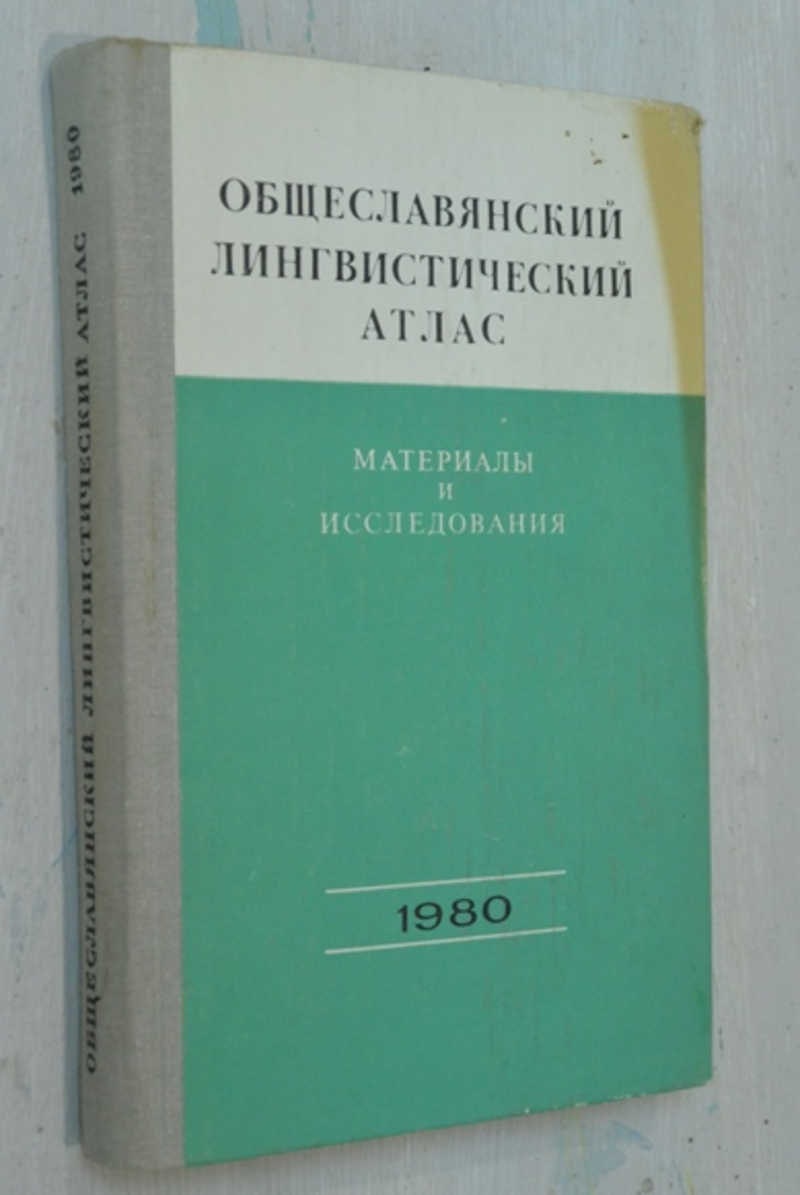 ОБЩЕСЛАВЯНСКИЙ
ЛИНГВИСТИЧЕСКИЙ
АТЛАС
МАТЕРИАЛЫ
И
ИССЛЕДОВАНИЯ
1980
ОБЩЕСЛАВЯНСКИЙ ЛИНГВИСТИЧЕСКИЙ АТЛАС 1980